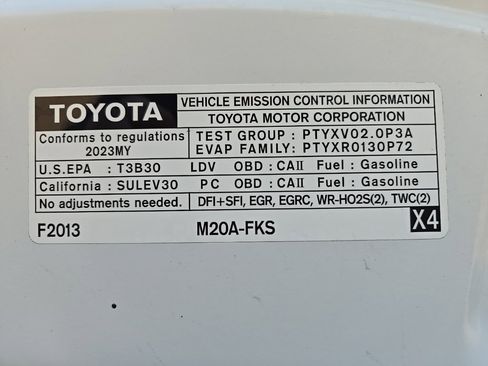 TOYOTA
VEHICLE EMISSION CONTROL INFORMATION
TOYOTA MOTOR CORPORATION
Conforms to regulations
2023MY
TEST GROUP : PTYXV02.0P3A
EVAP FAMILY: PTYXR0130P72
U.S.EPA : T3B30 LDV OBD : CAII Fuel : Gasoline
California : SULEV30 PC OBD : CAII Fuel : Gasoline
No adjustments needed. DFI+SFI, EGR, EGRC, WR-HO2S(2), TWC(2)
F2013 M20A-FKS X4